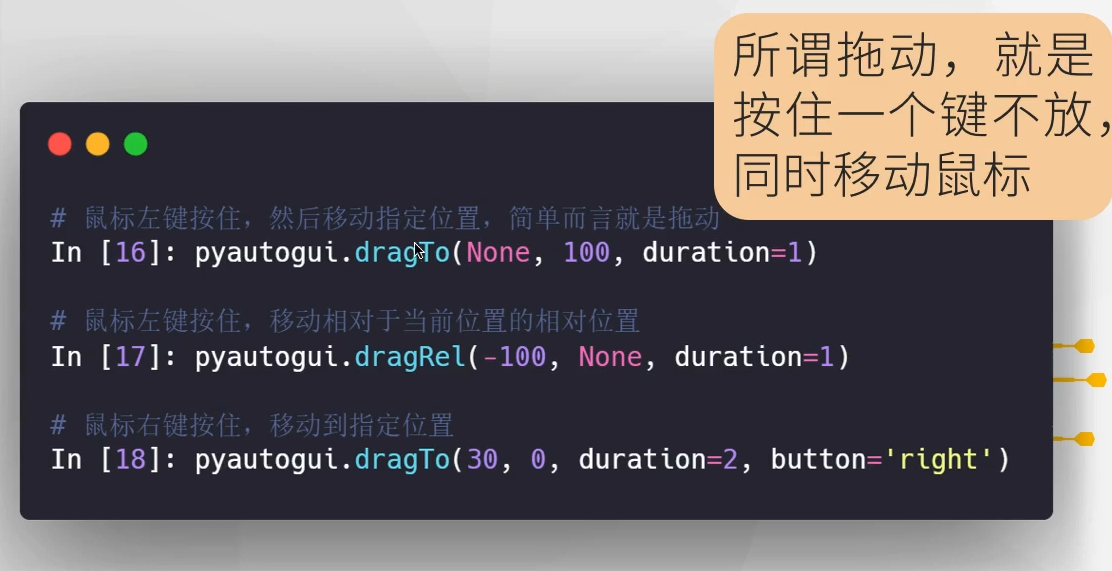 所谓拖动，就是
按住一个键不放，
同时移动鼠标
# 鼠标左键按住，然后移动指定位置，简单而言就是拖动
In [16]: pyautogui.dragTo(None, 100, duration=1)
# 鼠标左键按住，移动相对于当前位置的相对位置
In [17]: pyautogui.dragRel(-100, None, duration=1)
# 鼠标右键按住，移动到指定位置
In [18]: pyautogui.dragTo(30, 0, duration=2, button='right')